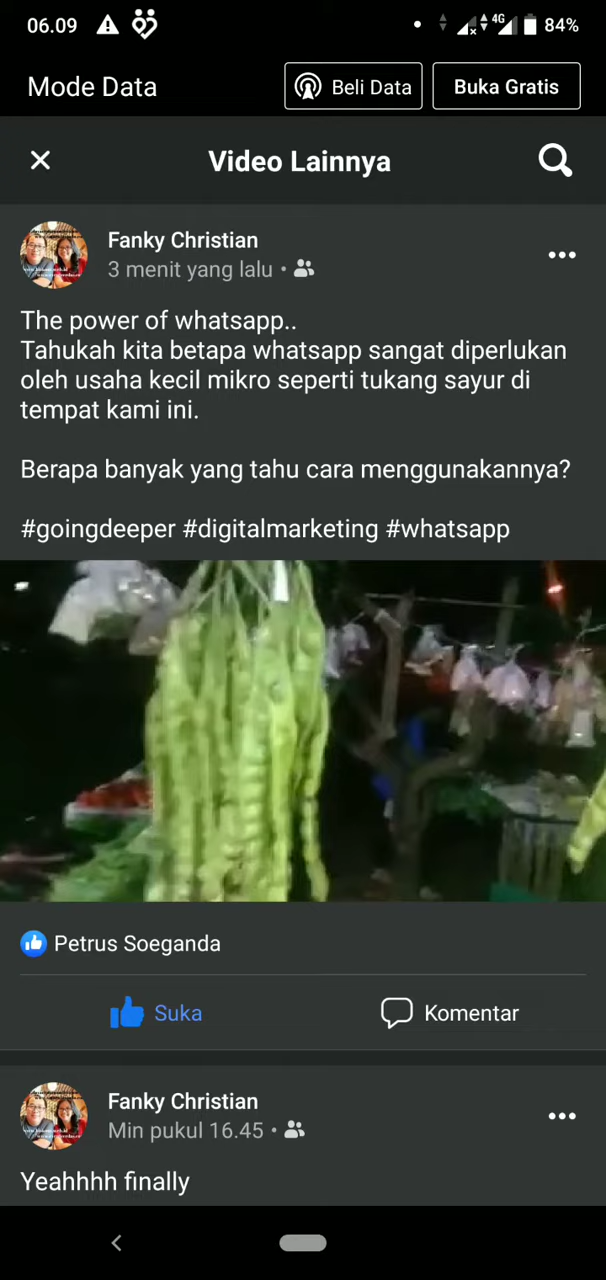 06.09 4G 84%
Mode Data Beli Data Buka Gratis
Video Lainnya
Fanky Christian
3 menit yang lalu •
The power of whatsapp..
Tahukah kita betapa whatsapp sangat diperlukan
oleh usaha kecil mikro seperti tukang sayur di
tempat kami ini.
Berapa banyak yang tahu cara menggunakannya?
#goingdeeper #digitalmarketing #whatsapp
Petrus Soeganda
Suka Komentar
Fanky Christian
Min pukul 16.45 •
Yeahhhh finally